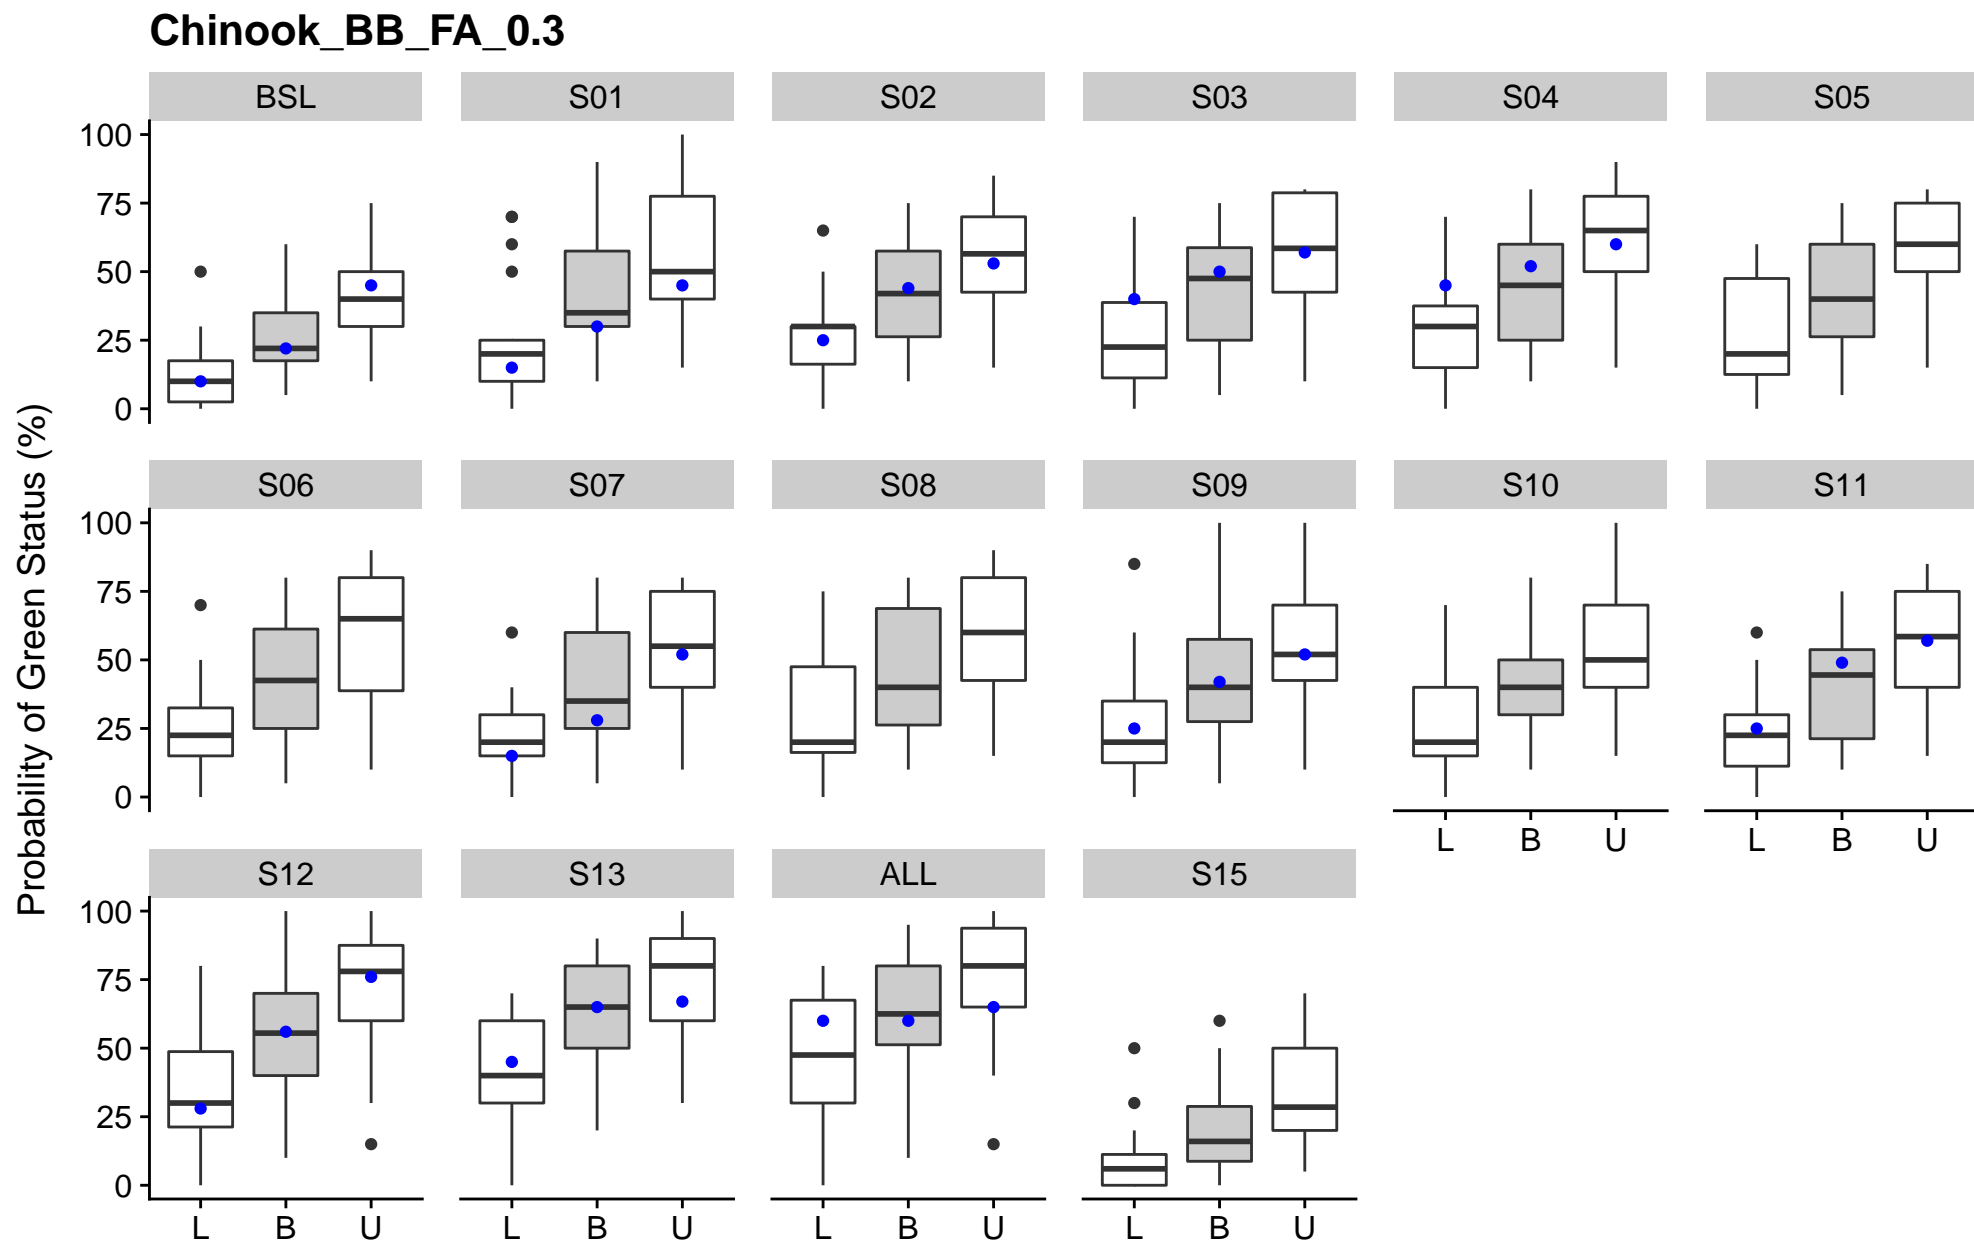 Chinook_BB_FA_0.3
BSL S01 S02 S03 S04 S05
100
75
50
25
0
Probability of Green Status (%)
S06 S07 S08 S09 S10 S11
100
75
50
25
0
L B U L B U
S12 S13 ALL S15
100
75
50
25
0
L B U L B U L B U L B U